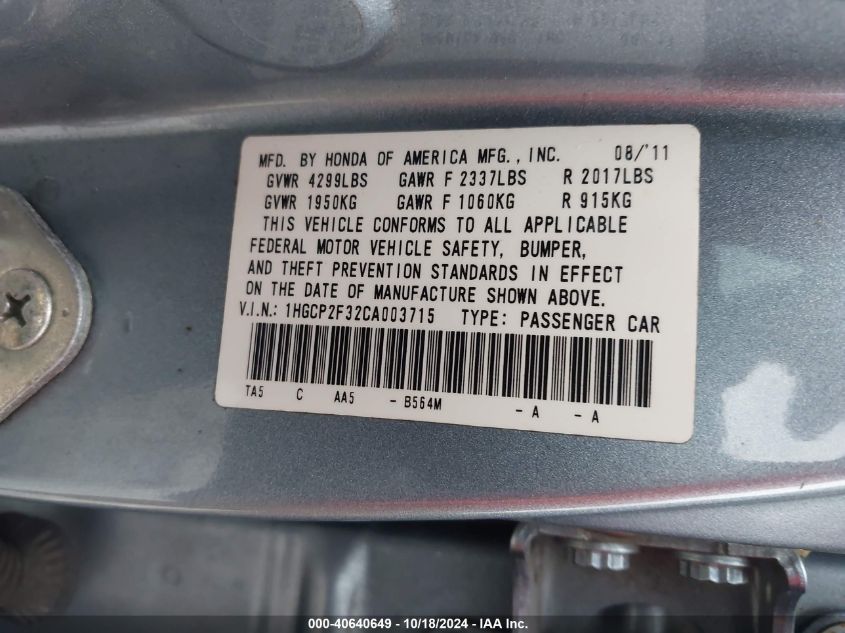 MFD. BY HONDA OF AMERICA MFG., INC. 08/'11
GVWR 4299LBS GAWR F 2337LBS R 2017LBS
GVWR 1950KG GAWR F 1060KG R 915KG
THIS VEHICLE CONFORMS TO ALL APPLICABLE
FEDERAL MOTOR VEHICLE SAFETY, BUMPER,
AND THEFT PREVENTION STANDARDS IN EFFECT
ON THE DATE OF MANUFACTURE SHOWN ABOVE.
V.I.N.: 1HGCP2F32CA003715 TYPE: PASSENGER CAR
TA5 C AA5 - B564M - A - A
000-40640649 - 10/18/2024 - IAA Inc.